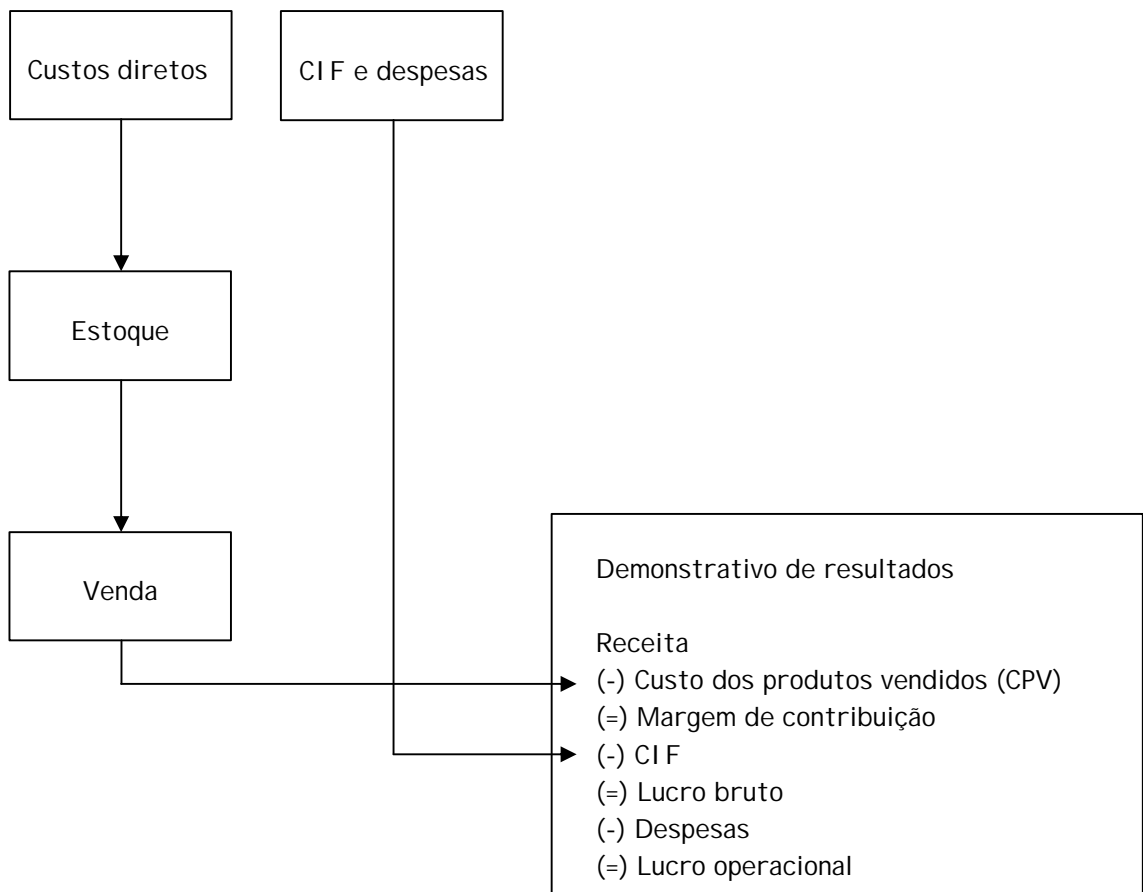 Custos diretos
CIF e despesas
Estoque
Venda
Demonstrativo de resultados
Receita
(-) Custo dos produtos vendidos (CPV)
(=) Margem de contribuição
(-) CIF
(=) Lucro bruto
(-) Despesas
(=) Lucro operacional